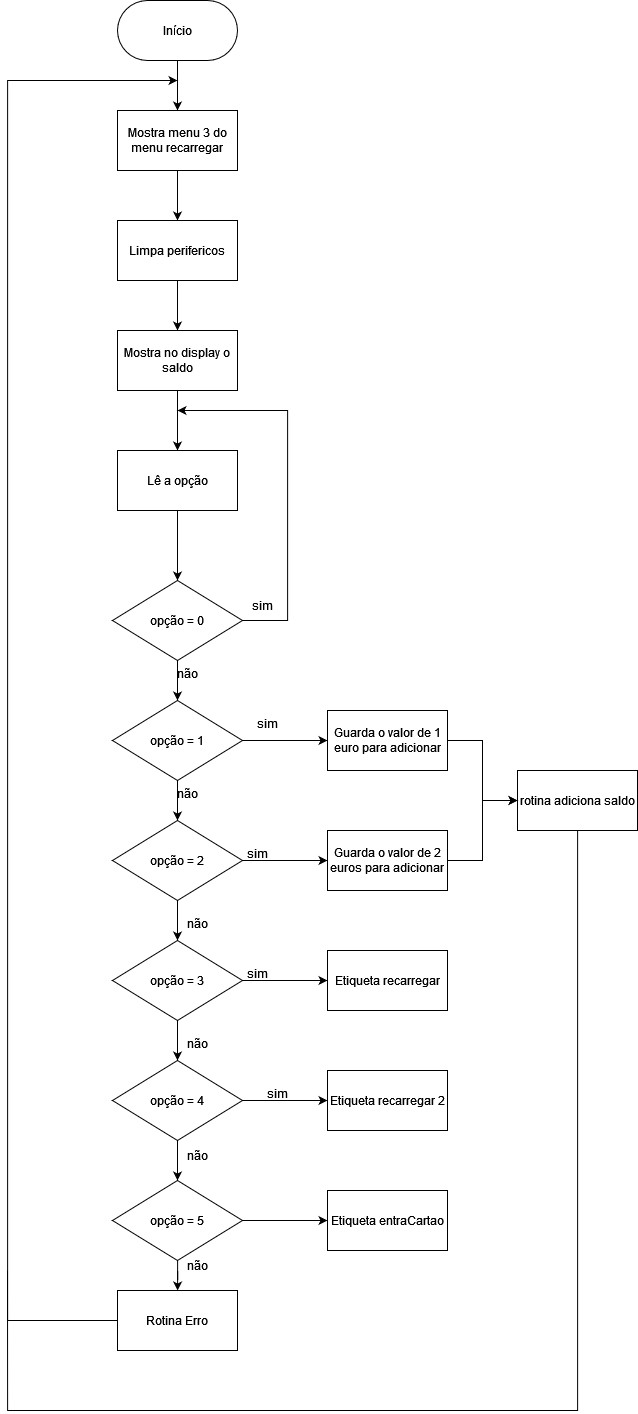 Início
Mostra menu 3 do
menu recarregar
Limpa perifericos
Mostra no display o
saldo
Lê a opção
opção = 0
sim
não
opção = 1
sim
Guarda o valor de 1
euro para adicionar
rotina adiciona saldo
não
opção = 2
sim
Guarda o valor de 2
euros para adicionar
não
opção = 3
sim
Etiqueta recarregar
não
opção = 4
sim
Etiqueta recarregar 2
não
opção = 5
Etiqueta entraCartao
não
Rotina Erro